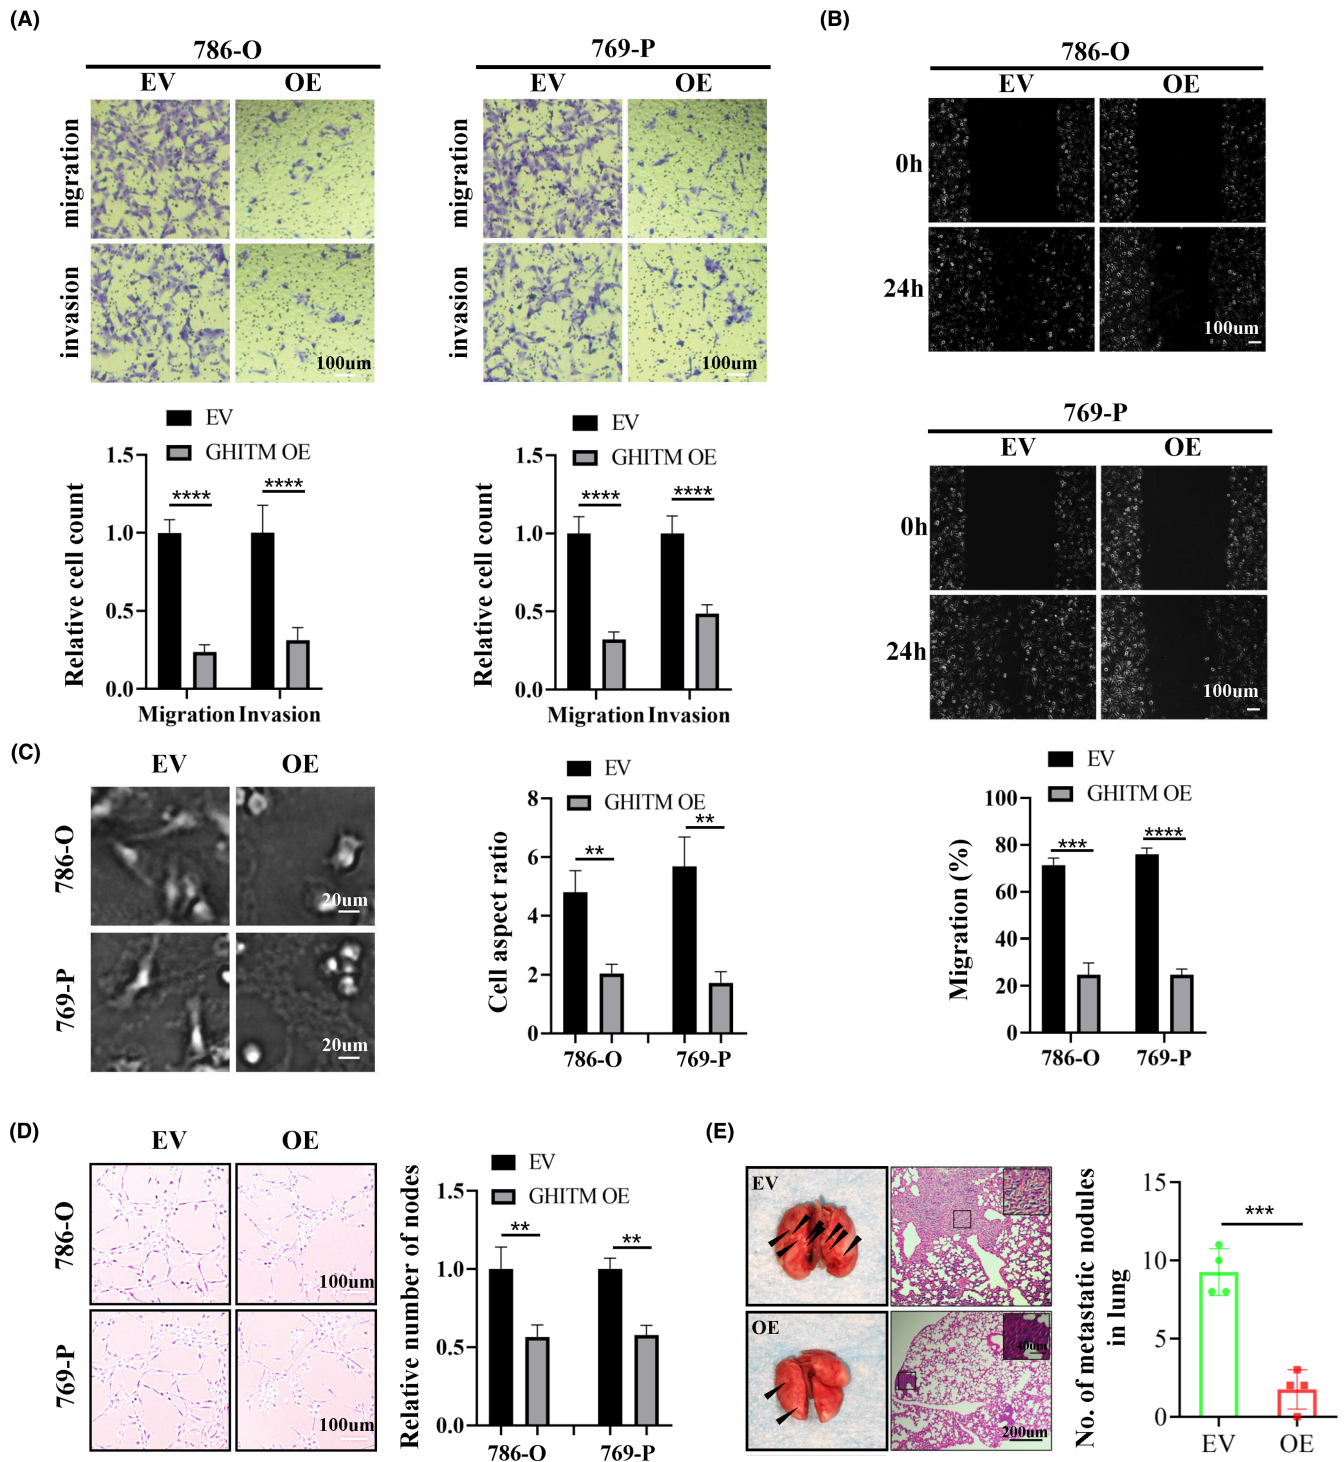 (A)
786-O
EV OE
migration
invasion
100um
769-P
EV OE
migration
invasion
100um
EV
GHITM OE
Relative cell count
1.5
1.0
0.5
0.0
****
****
Migration Invasion
EV
GHITM OE
Relative cell count
1.5
1.0
0.5
0.0
****
****
Migration Invasion
(B)
786-O
EV OE
0h
24h
100um
769-P
EV OE
0h
24h
100um
EV
GHITM OE
Migration (%)
100
80
60
40
20
0
***
****
786-O 769-P
(C)
EV OE
786-O
20um
769-P
20um
EV
GHITM OE
Cell aspect ratio
8
6
4
2
0
**
**
786-O 769-P
(D)
EV OE
786-O
100um
769-P
100um
EV
GHITM OE
Relative number of nodes
1.5
1.0
0.5
0.0
**
**
786-O 769-P
(E)
EV
OE
40um
200um
No. of metastatic nodules
in lung
15
10
5
0
***
EV OE